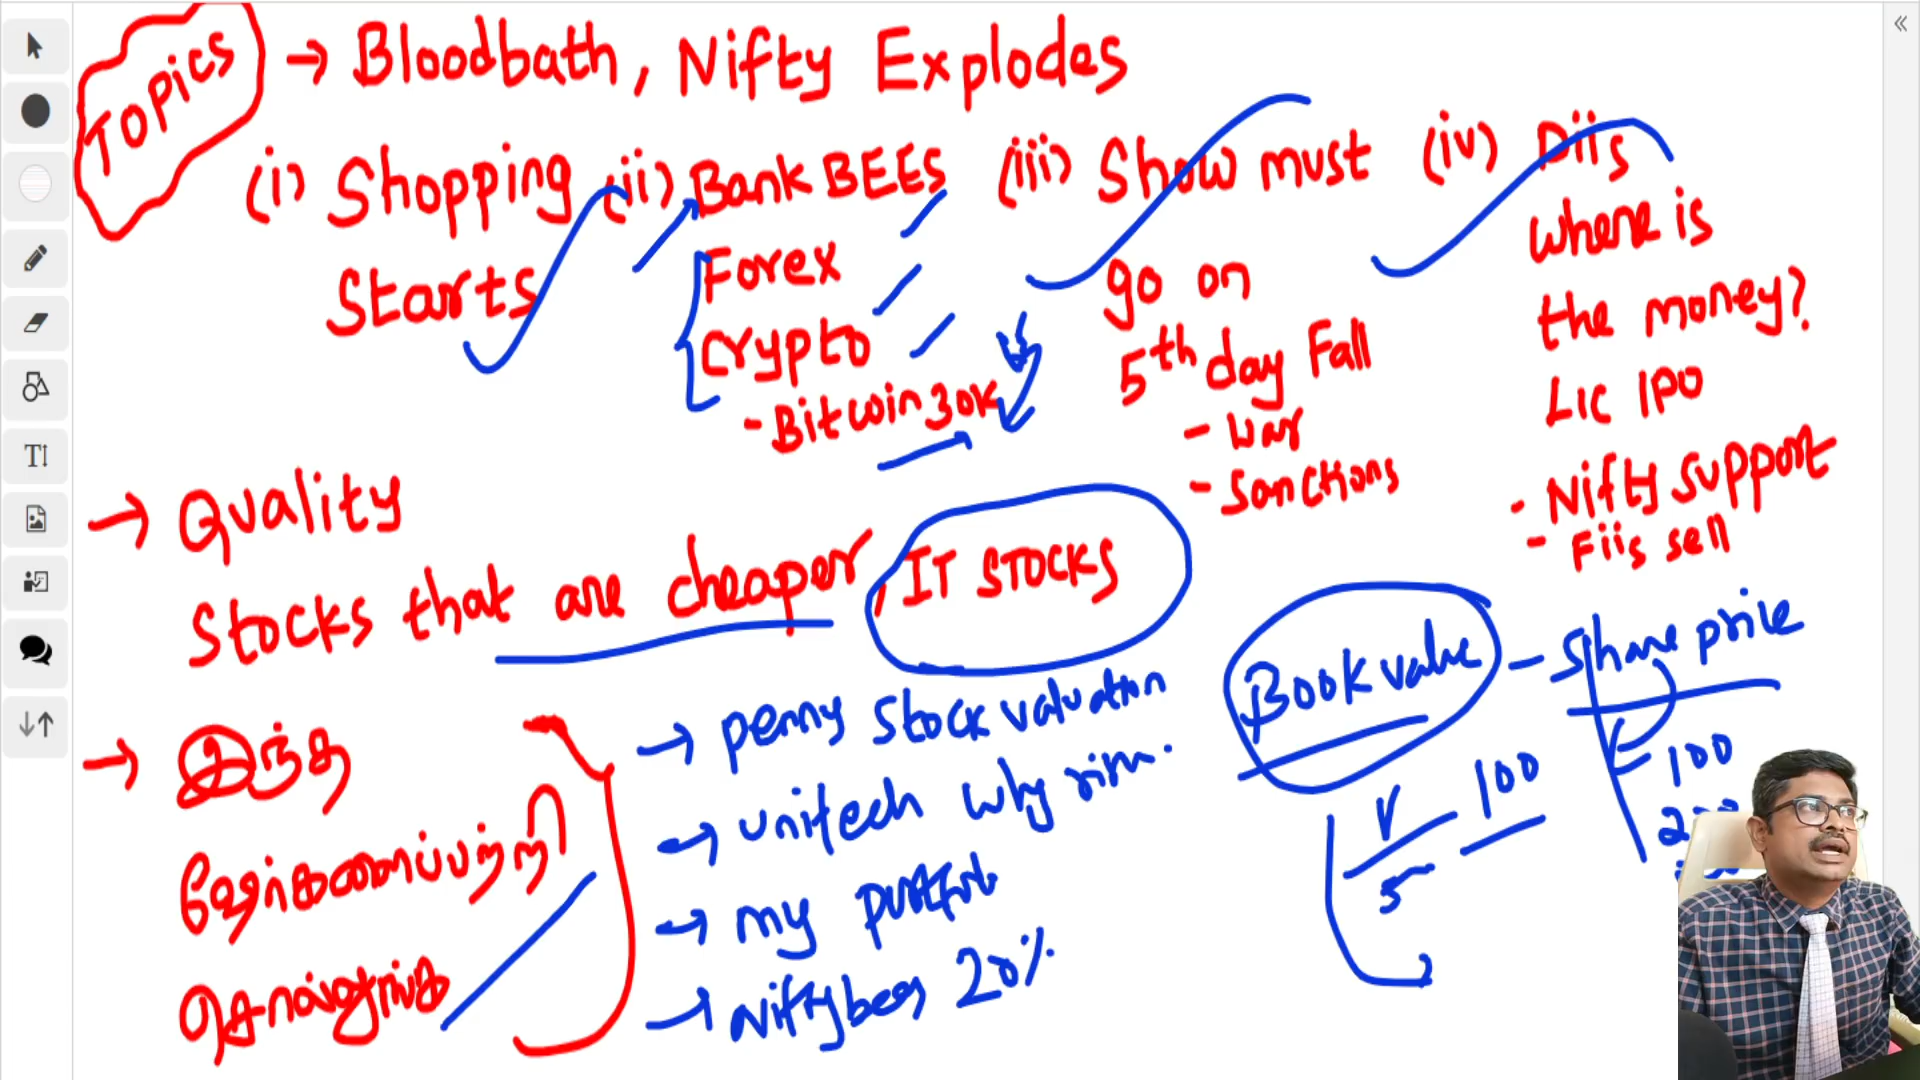 Topics
→ Bloodbath, Nifty Explodes
(i) Shopping Starts
(ii) Bank BEES
Forex
Crypto
- Bitcoin 30K
(iii) Show must
go on
5th day Fall
- War
- Sanctions
(iv) Diis
Where is
the money?
LIC IPO
- Nifty support
- Fiis sell
→ Quality
Stocks that are cheaper, IT STOCKS
→ இந்த
→ penny stock valuation
→ unitech why
→ my
→ Niftybees 20%
Book value - Share price
5
100
100